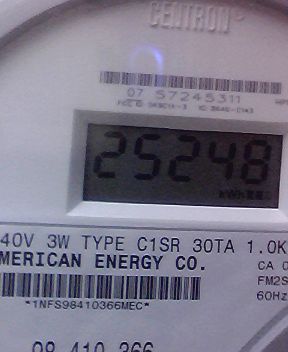 CENTRON®
07 57245311
25248
kWh
40V 3W TYPE C1SR 30TA 1.0K
MERICAN ENERGY CO.
CA 0
FM2S
*1NFS98410366MEC*
60Hz
98 410 366